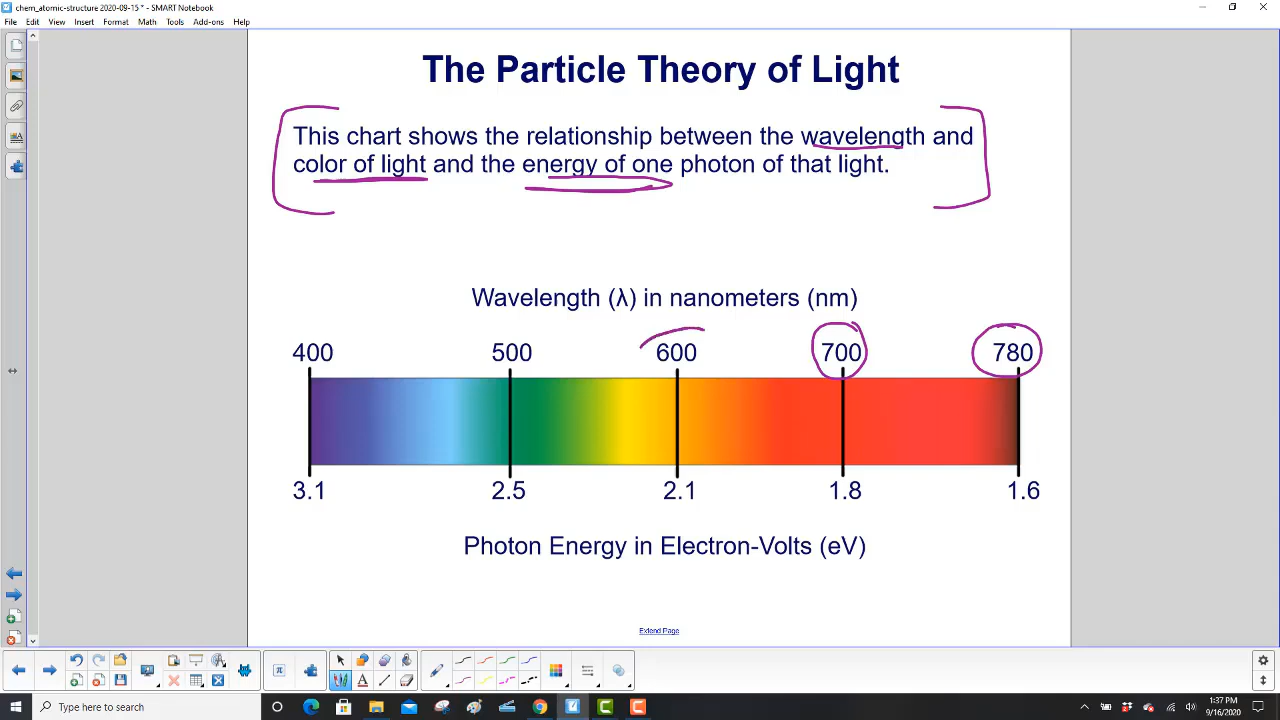 chem_atomic-structure 2020-09-15 * - SMART Notebook
File Edit View Insert Format Math Tools Add-ons Help
The Particle Theory of Light
This chart shows the relationship between the wavelength and
color of light and the energy of one photon of that light.
Wavelength (λ) in nanometers (nm)
400 500 600 700 780
3.1 2.5 2.1 1.8 1.6
Photon Energy in Electron-Volts (eV)
Extend Page
Type here to search
1:37 PM
9/16/2020